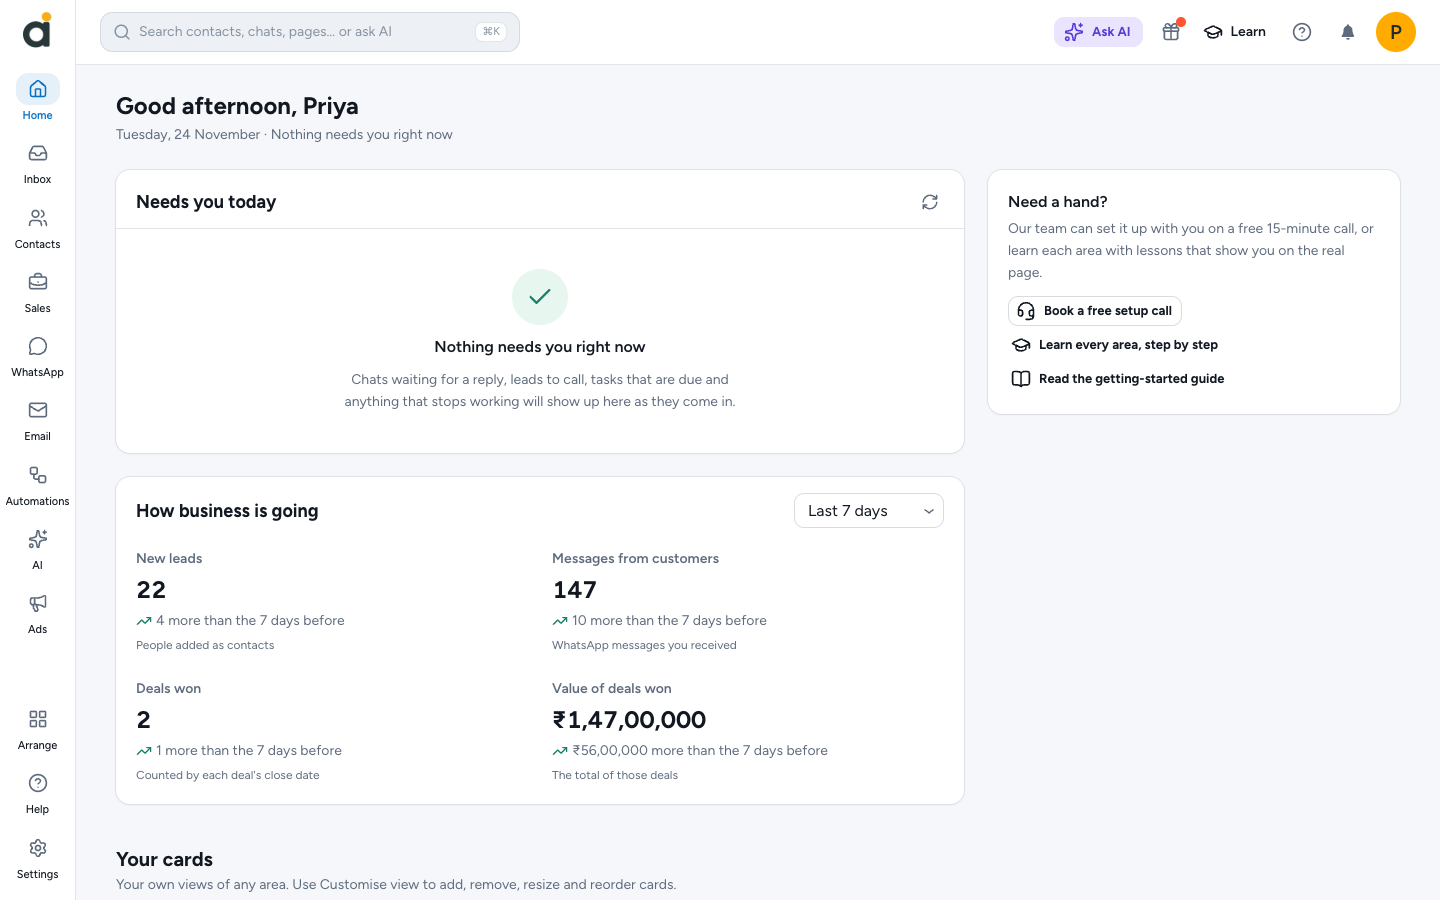 Search contacts, chats, pages... or ask AI
⌘K
Ask AI
Learn
P
Home
Inbox
Contacts
Sales
WhatsApp
Email
Automations
AI
Ads
Arrange
Help
Settings
Good afternoon, Priya
Tuesday, 24 November · Nothing needs you right now
Needs you today
Nothing needs you right now
Chats waiting for a reply, leads to call, tasks that are due and
anything that stops working will show up here as they come in.
Need a hand?
Our team can set it up with you on a free 15-minute call, or
learn each area with lessons that show you on the real
page.
Book a free setup call
Learn every area, step by step
Read the getting-started guide
How business is going
Last 7 days
New leads
22
4 more than the 7 days before
People added as contacts
Messages from customers
147
10 more than the 7 days before
WhatsApp messages you received
Deals won
2
1 more than the 7 days before
Counted by each deal's close date
Value of deals won
₹1,47,00,000
₹56,00,000 more than the 7 days before
The total of those deals
Your cards
Your own views of any area. Use Customise view to add, remove, resize and reorder cards.